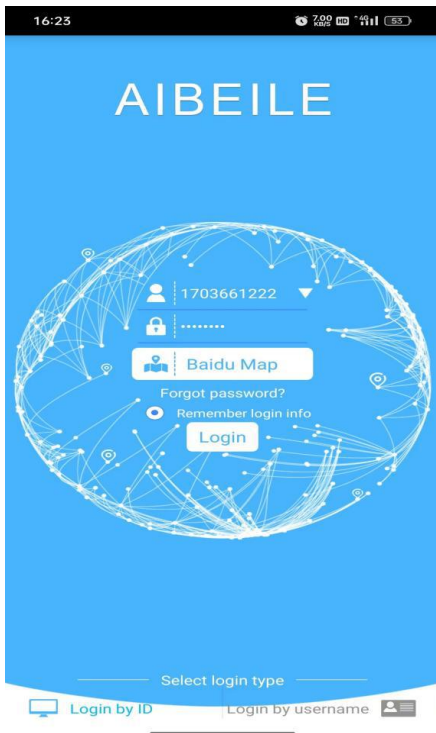 16:23 7.00 KB/S HD 4G 53
AIBEILE
1703661222
········
Baidu Map
Forgot password?
Remember login info
Login
Select login type
Login by ID Login by username